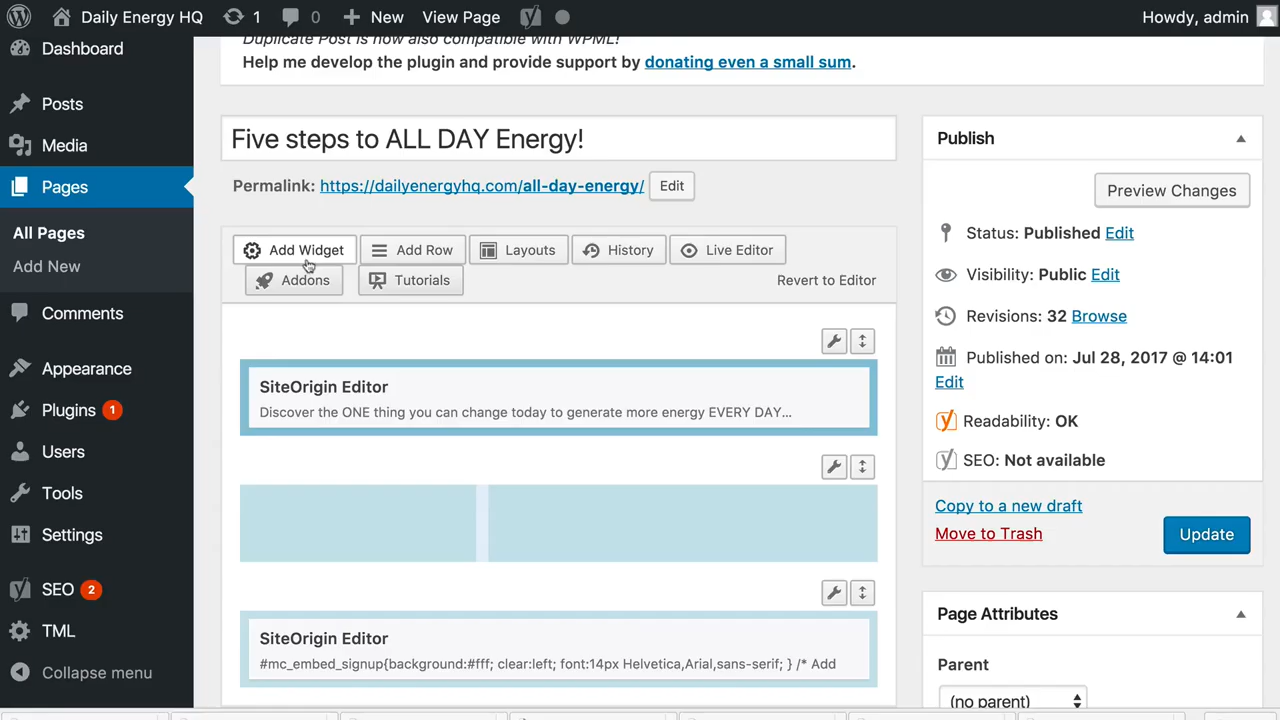 Daily Energy HQ 1 0 New View Page Howdy, admin
Dashboard
Posts
Media
Pages
All Pages
Add New
Comments
Appearance
Plugins 1
Users
Tools
Settings
SEO 2
TML
Collapse menu
Duplicate Post is now also compatible with WPML!
Help me develop the plugin and provide support by donating even a small sum.
Five steps to ALL DAY Energy!
Permalink: https://dailyenergyhq.com/all-day-energy/ Edit
Add Widget Add Row Layouts History Live Editor
Addons Tutorials Revert to Editor
SiteOrigin Editor
Discover the ONE thing you can change today to generate more energy EVERY DAY...
SiteOrigin Editor
#mc_embed_signup{background:#fff; clear:left; font:14px Helvetica,Arial,sans-serif; } /* Add
Publish
Preview Changes
Status: Published Edit
Visibility: Public Edit
Revisions: 32 Browse
Published on: Jul 28, 2017 @ 14:01
Edit
Readability: OK
SEO: Not available
Copy to a new draft
Move to Trash
Update
Page Attributes
Parent
(no parent)